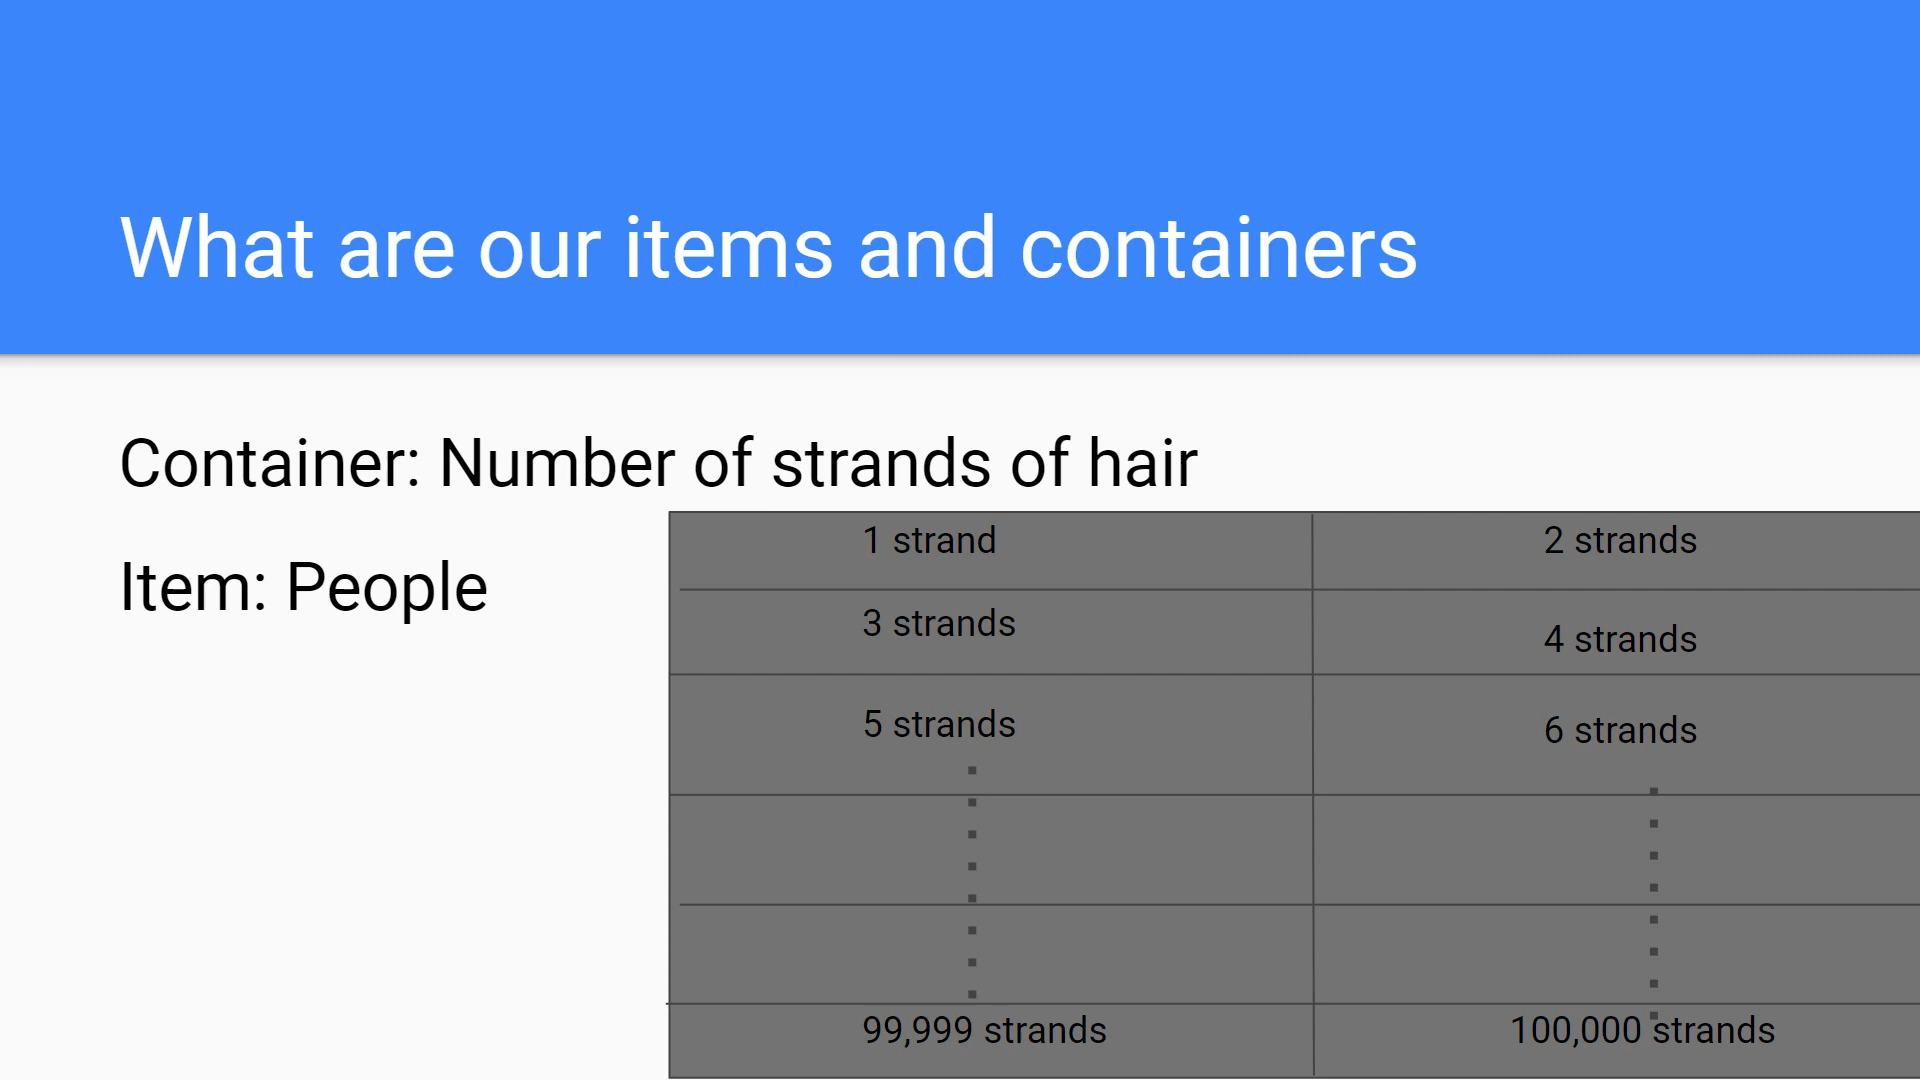 What are our items and containers
Container: Number of strands of hair
Item: People
1 strand
2 strands
3 strands
4 strands
5 strands
6 strands
99,999 strands
100,000 strands